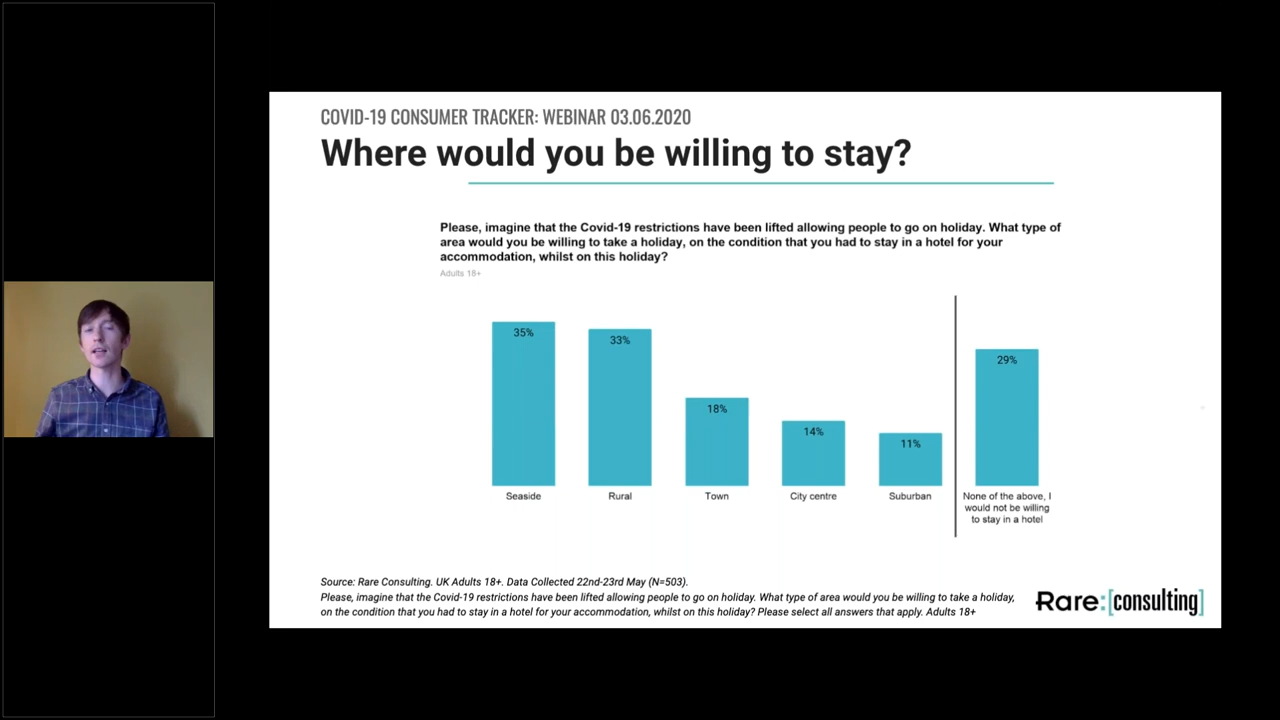 COVID-19 CONSUMER TRACKER: WEBINAR 03.06.2020
Where would you be willing to stay?
Please, imagine that the Covid-19 restrictions have been lifted allowing people to go on holiday. What type of
area would you be willing to take a holiday, on the condition that you had to stay in a hotel for your
accommodation, whilst on this holiday?
Adults 18+
35%
33%
18%
14%
11%
29%
Seaside
Rural
Town
City centre
Suburban
None of the above, I
would not be willing
to stay in a hotel
Source: Rare Consulting. UK Adults 18+. Data Collected 22nd-23rd May (N=503).
Please, imagine that the Covid-19 restrictions have been lifted allowing people to go on holiday. What type of area would you be willing to take a holiday,
on the condition that you had to stay in a hotel for your accommodation, whilst on this holiday? Please select all answers that apply. Adults 18+
Rare:[consulting]